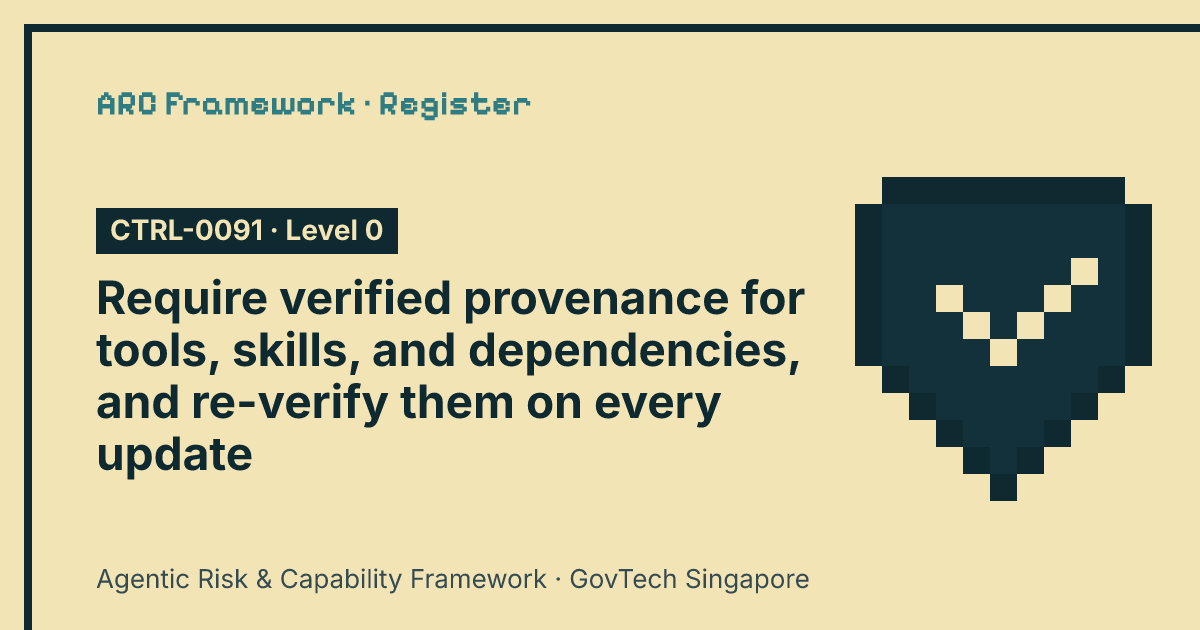 ARC Framework · Register
CTRL-0091 · Level 0
Require verified provenance for
tools, skills, and dependencies,
and re-verify them on every
update
Agentic Risk & Capability Framework · GovTech Singapore